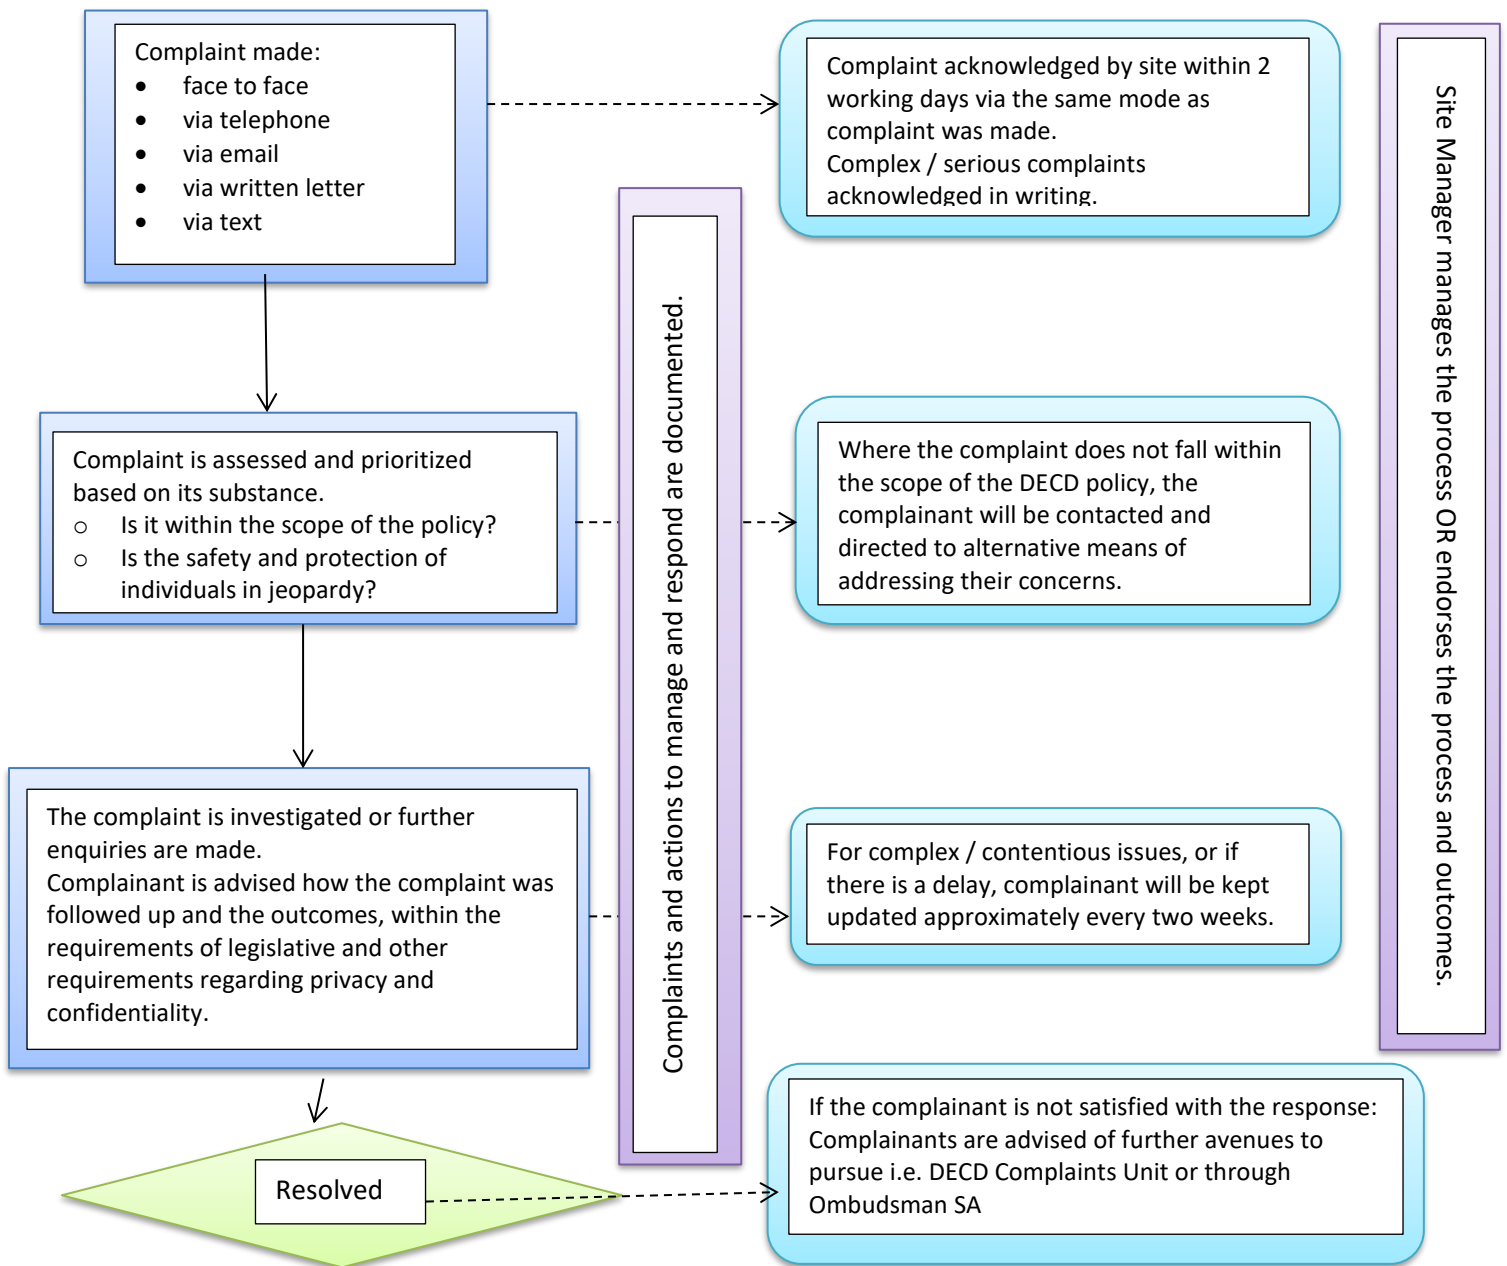 Complaint made:
• face to face
• via telephone
• via email
• via written letter
• via text
Complaint acknowledged by site within 2
working days via the same mode as
complaint was made.
Complex / serious complaints
acknowledged in writing.
Complaint is assessed and prioritized
based on its substance.
o Is it within the scope of the policy?
o Is the safety and protection of
individuals in jeopardy?
Where the complaint does not fall within
the scope of the DECD policy, the
complainant will be contacted and
directed to alternative means of
addressing their concerns.
The complaint is investigated or further
enquiries are made.
Complainant is advised how the complaint was
followed up and the outcomes, within the
requirements of legislative and other
requirements regarding privacy and
confidentiality.
For complex / contentious issues, or if
there is a delay, complainant will be kept
updated approximately every two weeks.
Resolved
If the complainant is not satisfied with the response:
Complainants are advised of further avenues to
pursue i.e. DECD Complaints Unit or through
Ombudsman SA
Complaints and actions to manage and respond are documented.
Site Manager manages the process OR endorses the process and outcomes.